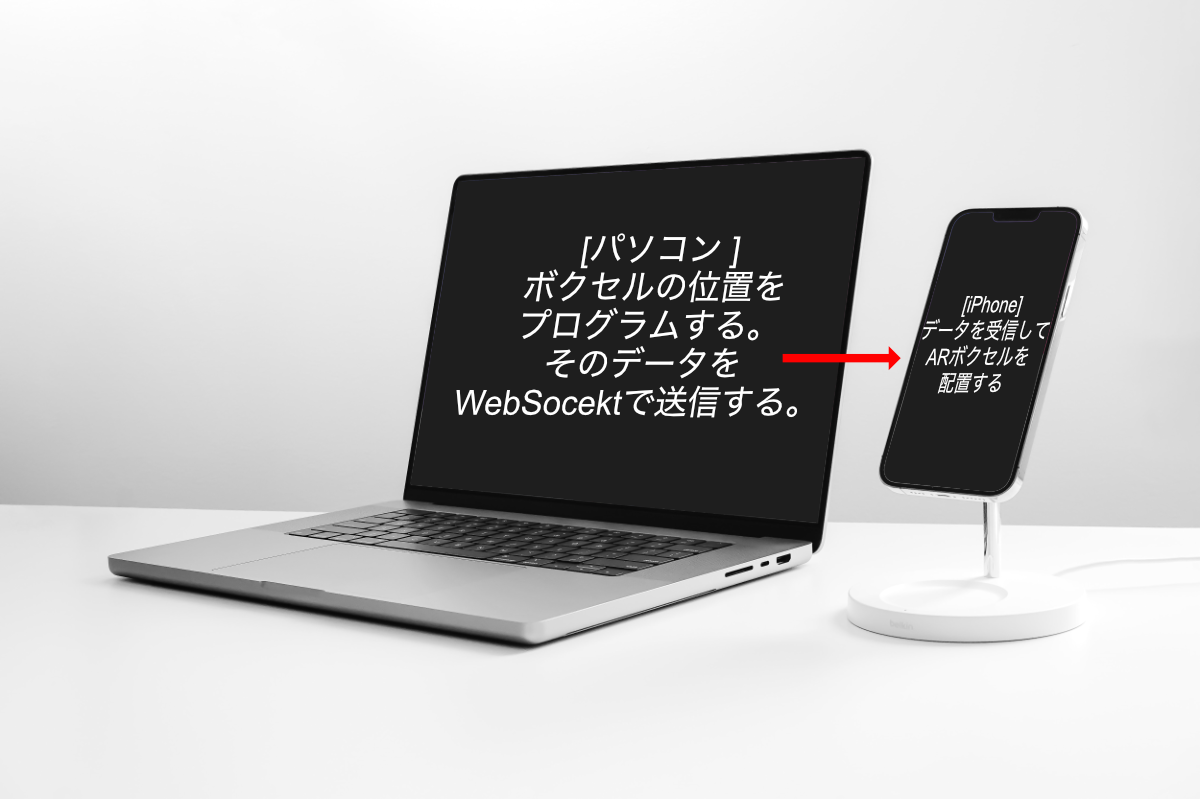 [パソコン ]
ボクセルの位置を
プログラムする。
そのデータを
WebSocektで送信する。
[iPhone]
データを受信して
ARボクセルを
配置する